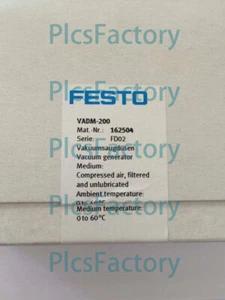 PlcsFactory
FESTO
VADM-200
Mat.-Nr.: 162504
Serie: FD02
Vakuumsaugdüsen
Vacuum generator
Medium:
Compressed air, filtered
and unlubricated
Ambient temperature:
Medium temperature:
0 to 60°C
PlcsFactory
PlcsFactory